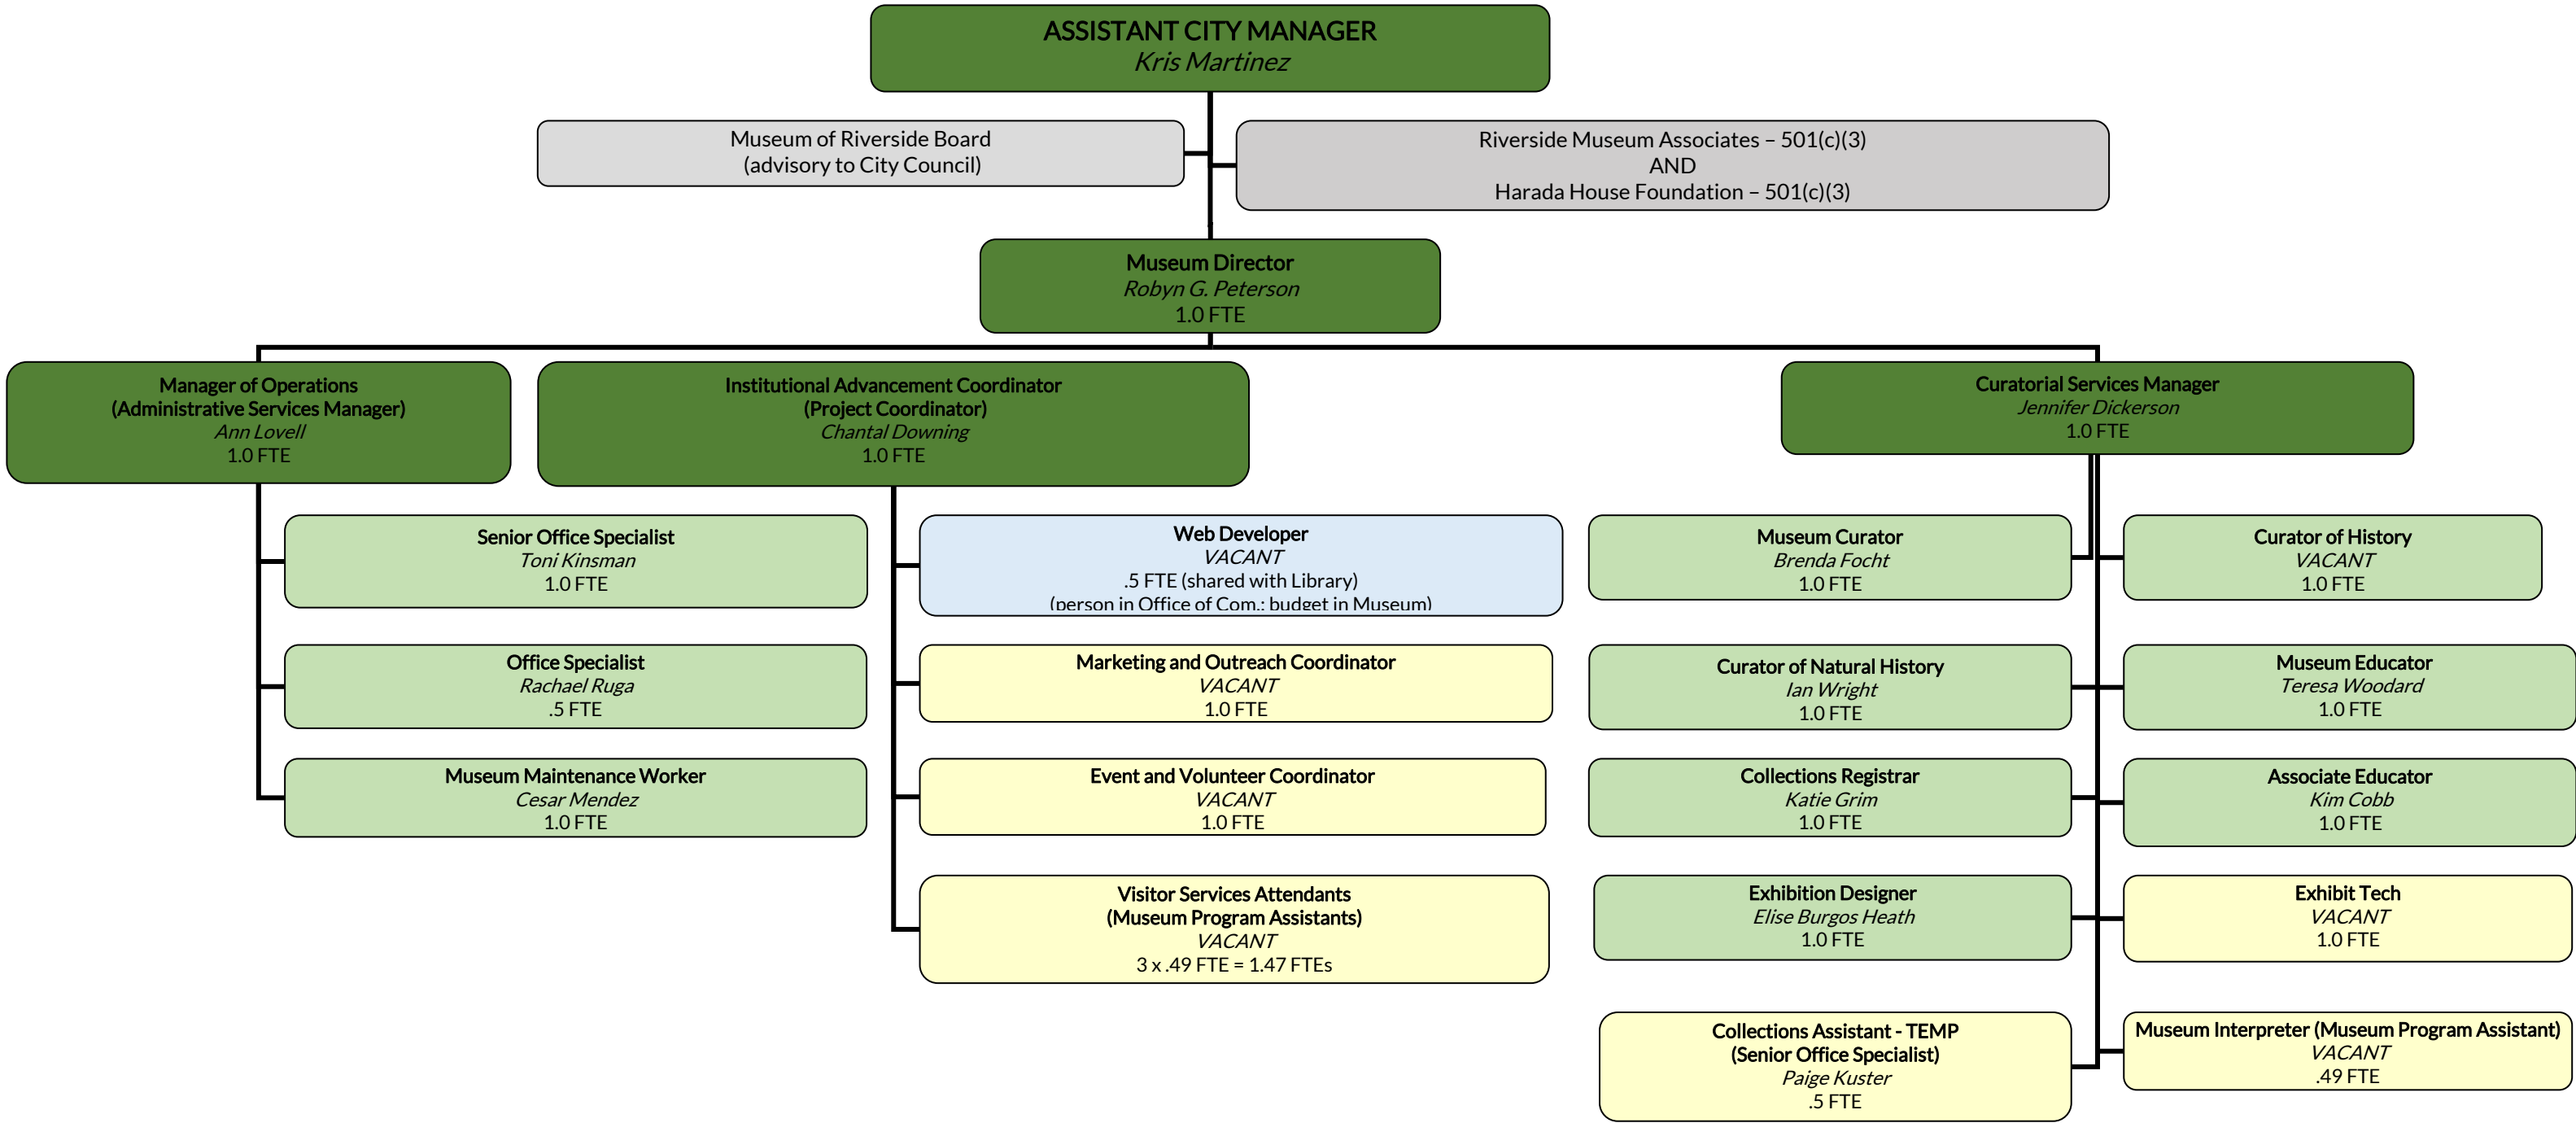 ASSISTANT CITY MANAGER
Kris Martinez
Museum of Riverside Board
(advisory to City Council)
Riverside Museum Associates – 501(c)(3)
AND
Harada House Foundation – 501(c)(3)
Museum Director
Robyn G. Peterson
1.0 FTE
Manager of Operations
(Administrative Services Manager)
Ann Lovell
1.0 FTE
Institutional Advancement Coordinator
(Project Coordinator)
Chantal Downing
1.0 FTE
Curatorial Services Manager
Jennifer Dickerson
1.0 FTE
Senior Office Specialist
Toni Kinsman
1.0 FTE
Office Specialist
Rachael Ruga
.5 FTE
Museum Maintenance Worker
Cesar Mendez
1.0 FTE
Web Developer
VACANT
.5 FTE (shared with Library)
(person in Office of Com.; budget in Museum)
Marketing and Outreach Coordinator
VACANT
1.0 FTE
Event and Volunteer Coordinator
VACANT
1.0 FTE
Visitor Services Attendants
(Museum Program Assistants)
VACANT
3 x .49 FTE = 1.47 FTEs
Museum Curator
Brenda Focht
1.0 FTE
Curator of Natural History
Ian Wright
1.0 FTE
Collections Registrar
Katie Grim
1.0 FTE
Exhibition Designer
Elise Burgos Heath
1.0 FTE
Collections Assistant - TEMP
(Senior Office Specialist)
Paige Kuster
.5 FTE
Curator of History
VACANT
1.0 FTE
Museum Educator
Teresa Woodard
1.0 FTE
Associate Educator
Kim Cobb
1.0 FTE
Exhibit Tech
VACANT
1.0 FTE
Museum Interpreter (Museum Program Assistant)
VACANT
.49 FTE